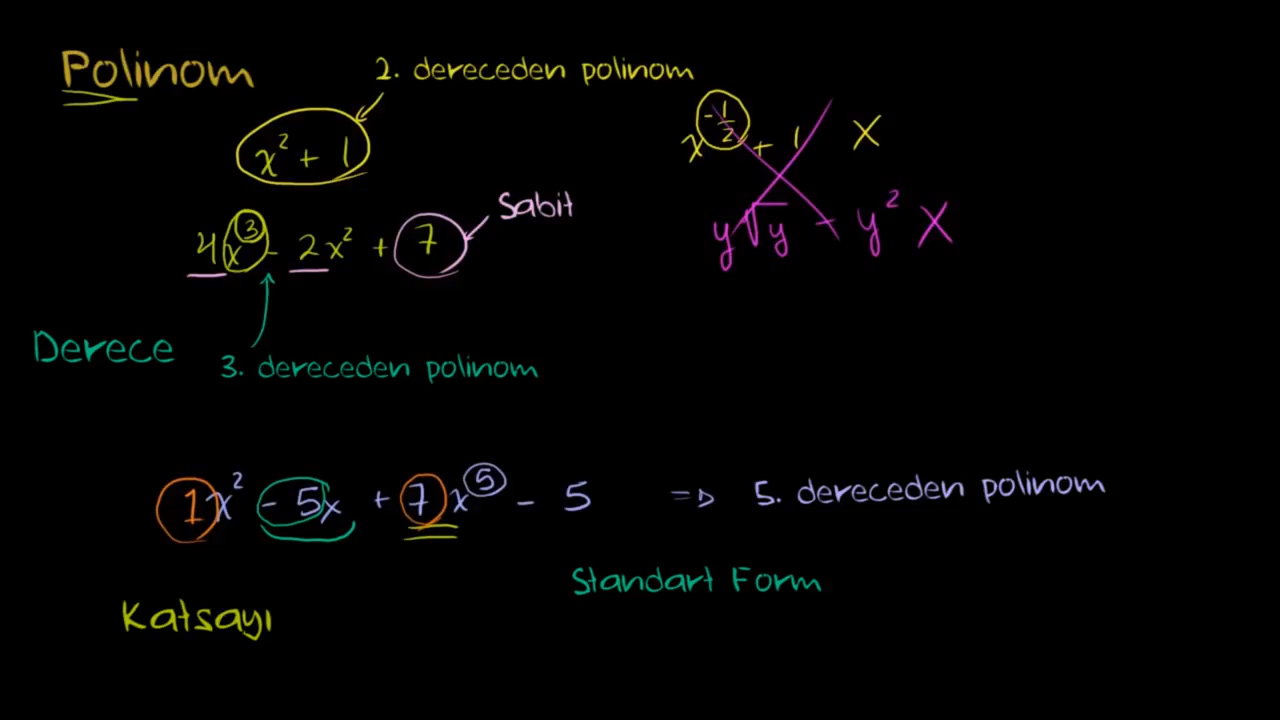 Polinom
2. dereceden polinom
x² + 1
x^(-1/2) + 1 X
4x³ - 2x² + 7
Sabit
y√y + y² X
Derece
3. dereceden polinom
1x² - 5x + 7x⁵ - 5 => 5. dereceden polinom
Standart Form
Katsayı